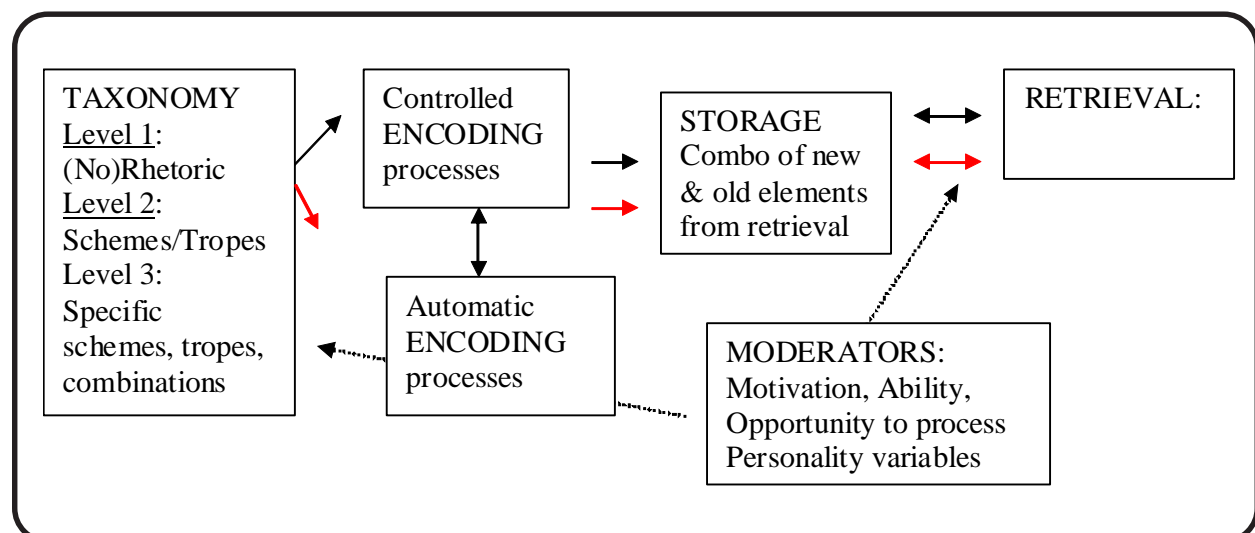 TAXONOMY
Level 1:
(No)Rhetoric
Level 2:
Schemes/Tropes
Level 3:
Specific
schemes, tropes,
combinations
Controlled
ENCODING
processes
Automatic
ENCODING
processes
STORAGE
Combo of new
& old elements
from retrieval
RETRIEVAL:
MODERATORS:
Motivation, Ability,
Opportunity to process
Personality variables